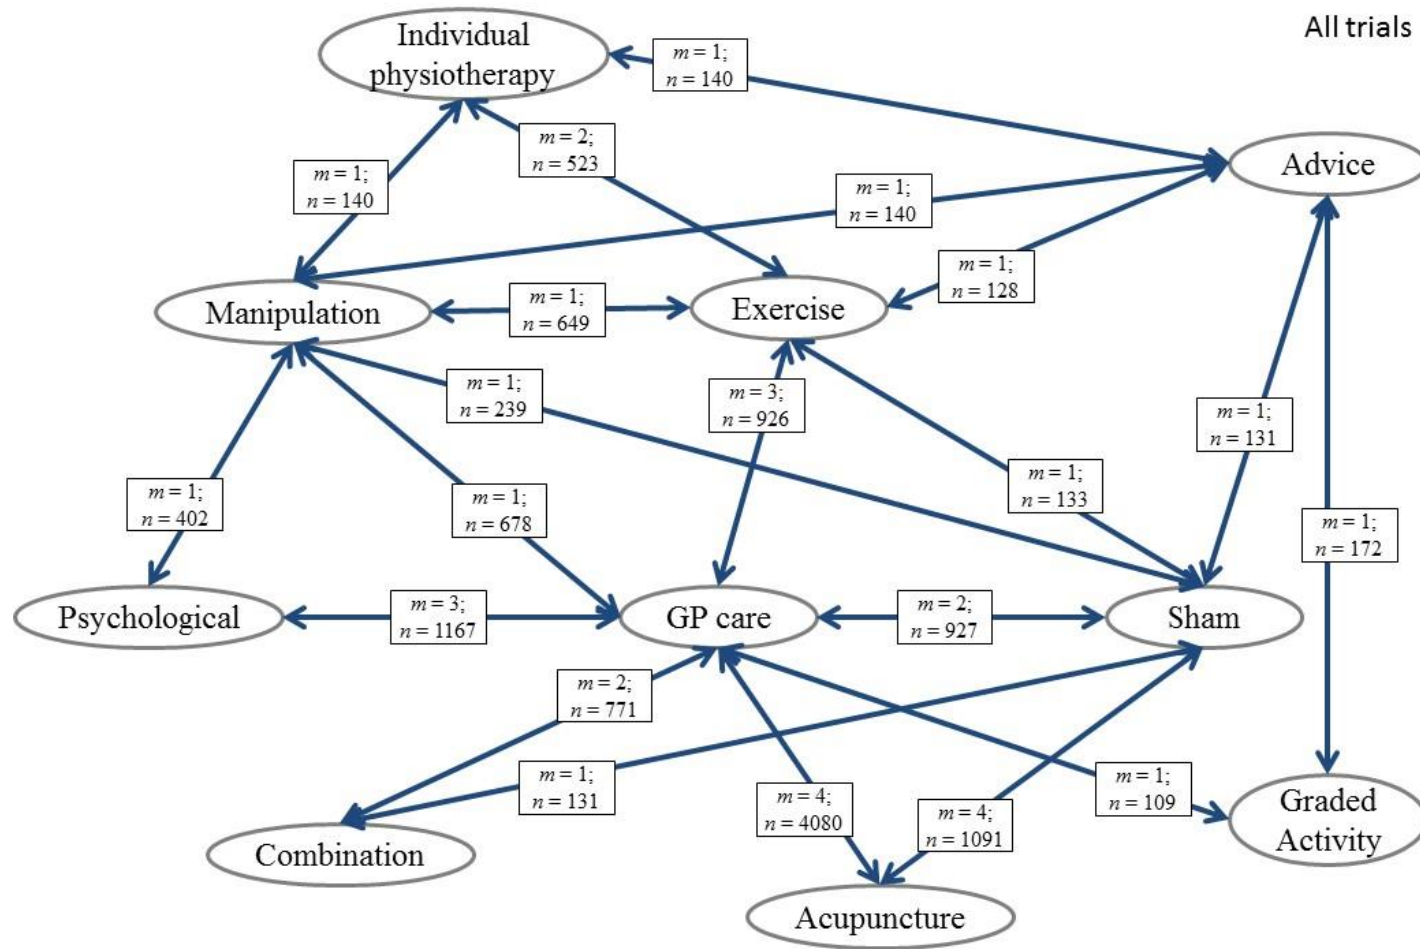 All trials
Individual
physiotherapy
m = 1;
n = 140
m = 2;
n = 523
Advice
m = 1;
n = 140
m = 1;
n = 140
m = 1;
n = 128
Manipulation
m = 1;
n = 649
Exercise
m = 1;
n = 239
m = 3;
n = 926
m = 1;
n = 131
m = 1;
n = 402
m = 1;
n = 678
m = 1;
n = 133
m = 1;
n = 172
Psychological
m = 3;
n = 1167
GP care
m = 2;
n = 927
Sham
m = 2;
n = 771
m = 1;
n = 131
m = 4;
n = 4080
m = 4;
n = 1091
m = 1;
n = 109
Graded
Activity
Combination
Acupuncture